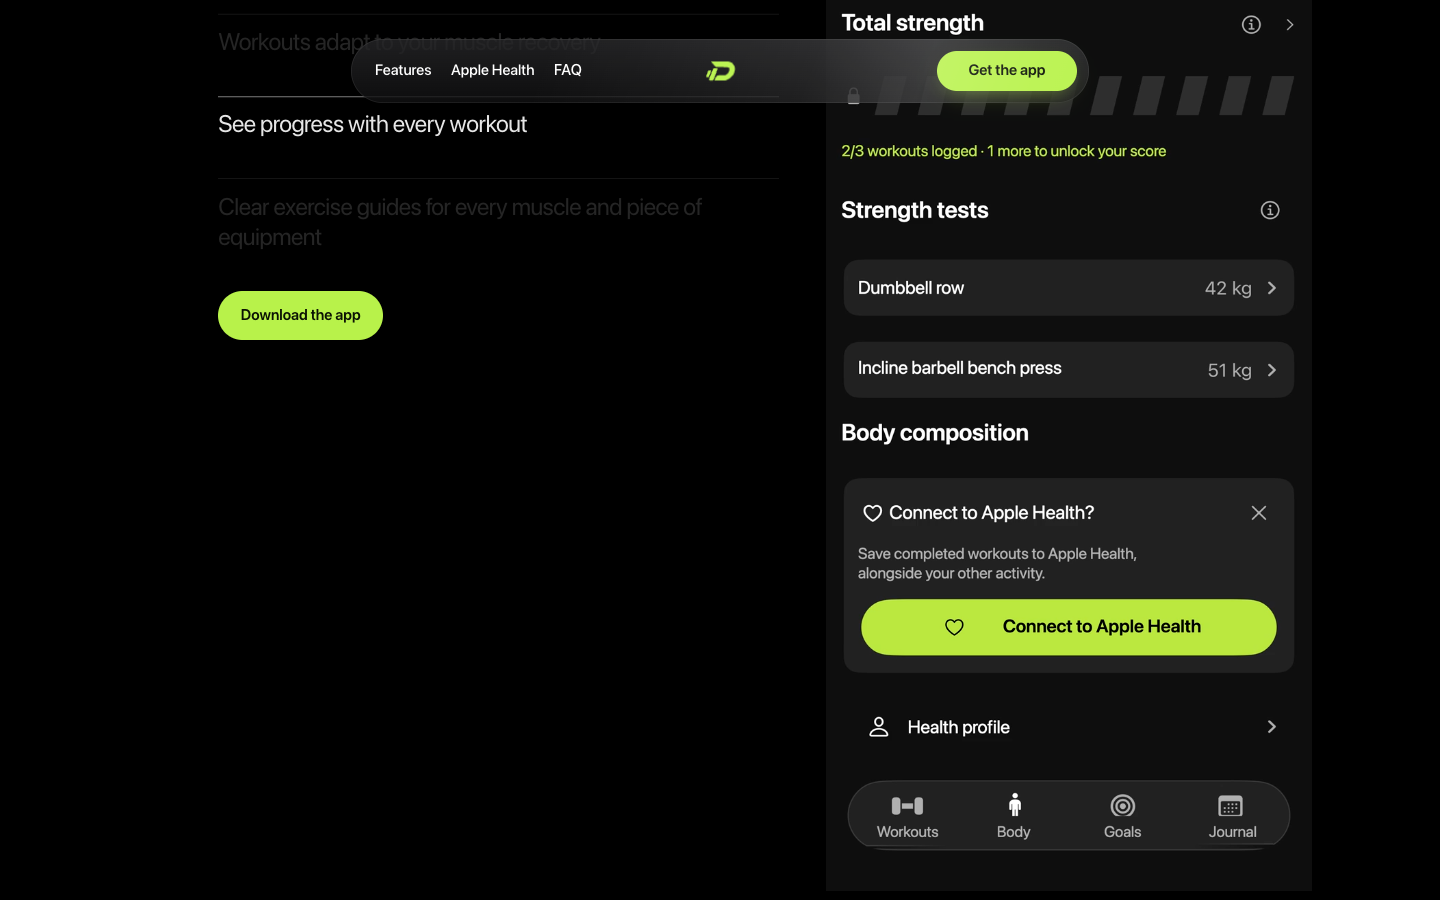 Workouts adapt to your muscle recovery
Features
Apple Health
FAQ
Get the app
See progress with every workout
Clear exercise guides for every muscle and piece of
equipment
Download the app
Total strength
2/3 workouts logged · 1 more to unlock your score
Strength tests
Dumbbell row
42 kg
Incline barbell bench press
51 kg
Body composition
Connect to Apple Health?
Save completed workouts to Apple Health,
alongside your other activity.
Connect to Apple Health
Health profile
Workouts
Body
Goals
Journal